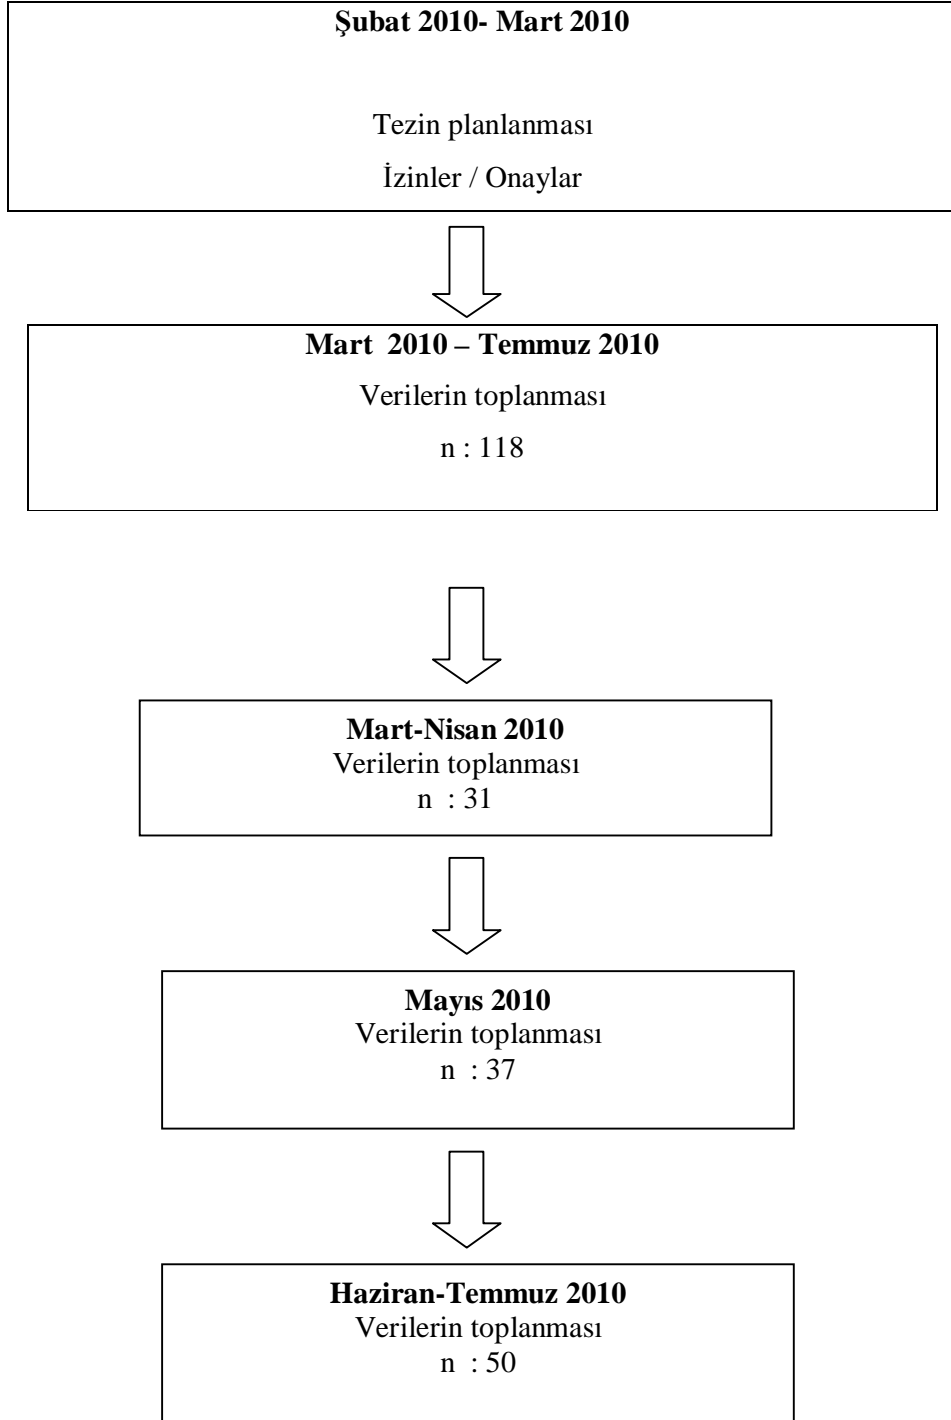 Şubat 2010- Mart 2010
Tezin planlanması
İzinler / Onaylar
Mart  2010 – Temmuz 2010
Verilerin toplanması
n : 118
Mart-Nisan 2010
Verilerin toplanması
n  : 31
Mayıs 2010
Verilerin toplanması
n  : 37
Haziran-Temmuz 2010
Verilerin toplanması
n  : 50